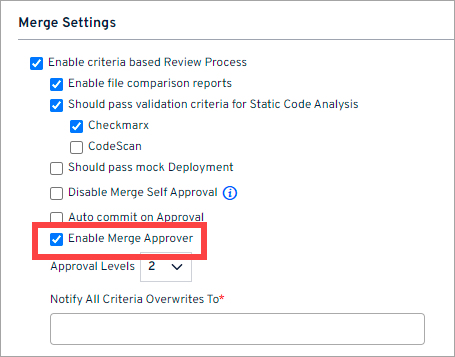 Merge Settings
Enable criteria based Review Process
Enable file comparison reports
Should pass validation criteria for Static Code Analysis
Checkmarx
CodeScan
Should pass mock Deployment
Disable Merge Self Approval
Auto commit on Approval
Enable Merge Approver
Approval Levels 2
Notify All Criteria Overwrites To*